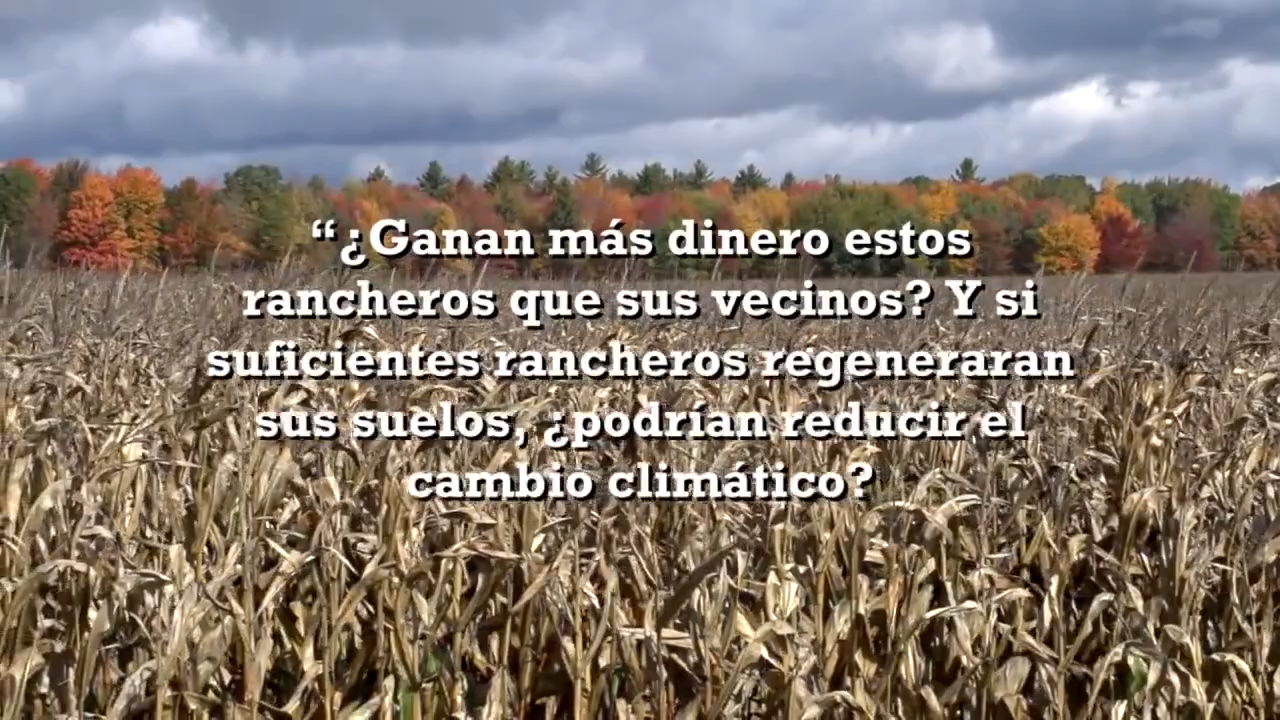 “¿Ganan más dinero estos
rancheros que sus vecinos? Y si
suficientes rancheros regeneraran
sus suelos, ¿podrían reducir el
cambio climático?